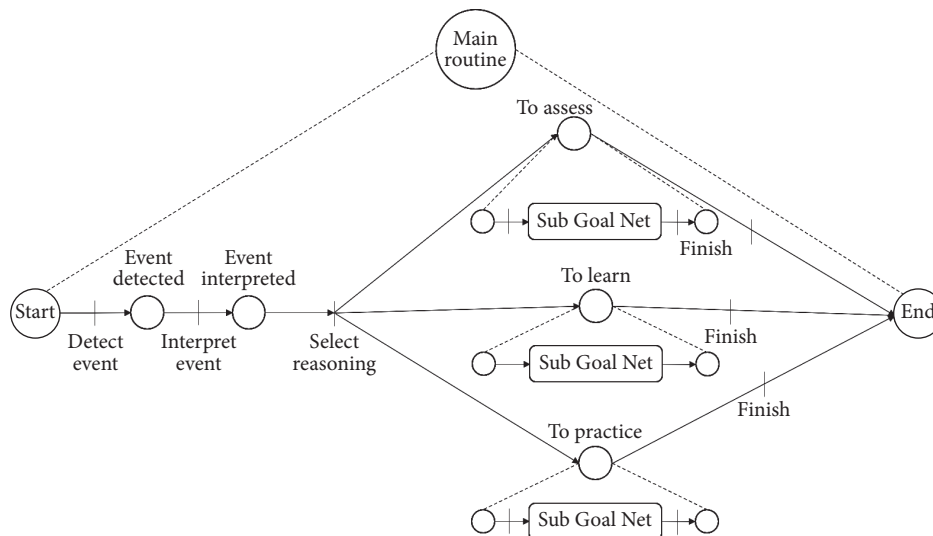 Main
routine
To assess
Sub Goal Net
Finish
Event
detected
Event
interpreted
To learn
Start
End
Detect
event
Interpret
event
Select
reasoning
Finish
Sub Goal Net
Finish
To practice
Sub Goal Net